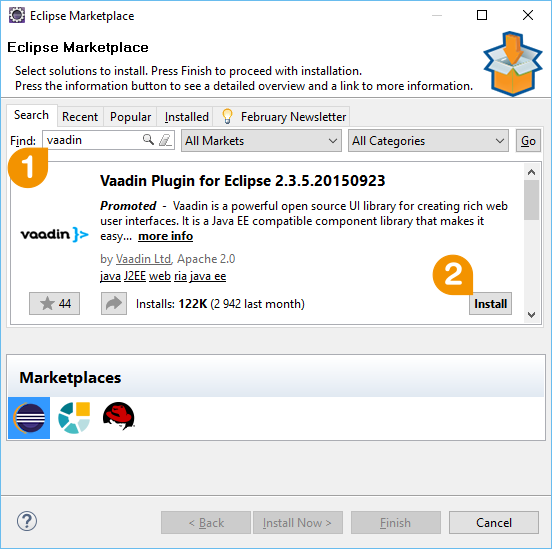 Eclipse Marketplace
Eclipse Marketplace
Select solutions to install. Press Finish to proceed with installation.
Press the information button to see a detailed overview and a link to more information.
Search Recent Popular Installed February Newsletter
Find: vaadin All Markets All Categories Go
1
Vaadin Plugin for Eclipse 2.3.5.20150923
Promoted - Vaadin is a powerful open source UI library for creating rich web
user interfaces. It is a Java EE compatible component library that makes it
easy... more info
vaadin }>
by Vaadin Ltd, Apache 2.0
java J2EE web ria java ee
2
44 Installs: 122K (2 942 last month) Install
Marketplaces
? < Back Install Now > Finish Cancel